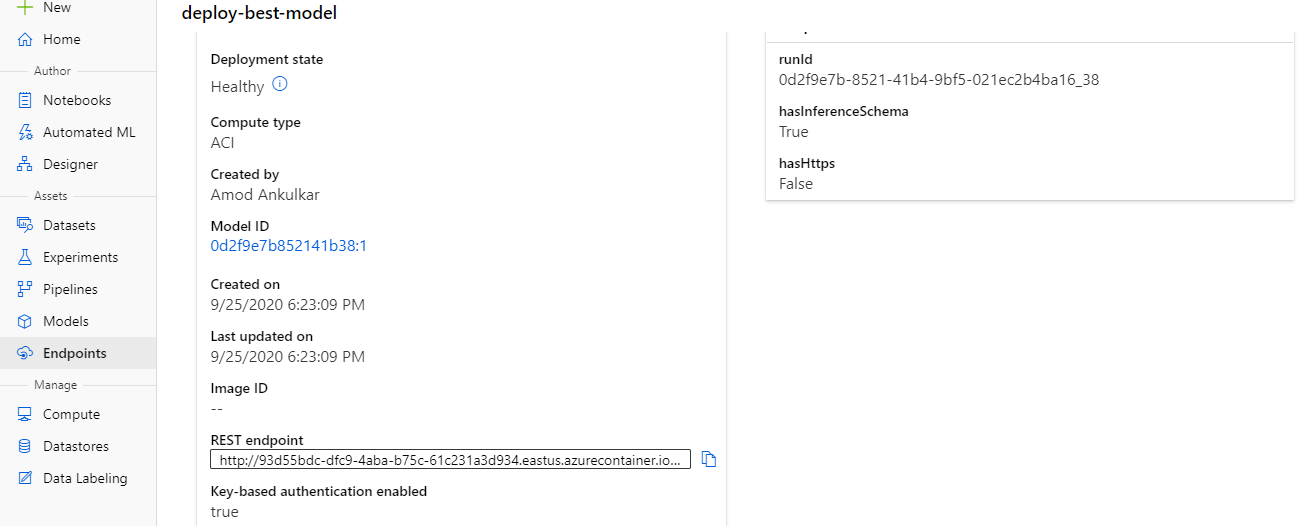 New
Home
Author
Notebooks
Automated ML
Designer
Assets
Datasets
Experiments
Pipelines
Models
Endpoints
Manage
Compute
Datastores
Data Labeling
deploy-best-model
Deployment state
Healthy
Compute type
ACI
Created by
Amod Ankulkar
Model ID
0d2f9e7b852141b38:1
Created on
9/25/2020 6:23:09 PM
Last updated on
9/25/2020 6:23:09 PM
Image ID
--
REST endpoint
http://93d55bdc-dfc9-4aba-b75c-61c231a3d934.eastus.azurecontainer.io...
Key-based authentication enabled
true
runId
0d2f9e7b-8521-41b4-9bf5-021ec2b4ba16_38
hasInferenceSchema
True
hasHttps
False